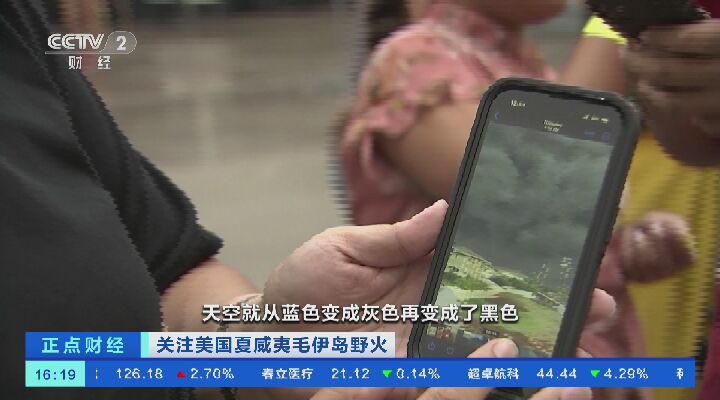 CCTV 2
财经
天空就从蓝色变成灰色再变成了黑色
正点财经 关注美国夏威夷毛伊岛野火
16:19 126.18 ▲ 2.70% 春立医疗 21.12 ▼ 0.14% 超卓航科 44.44 ▼ 4.29%